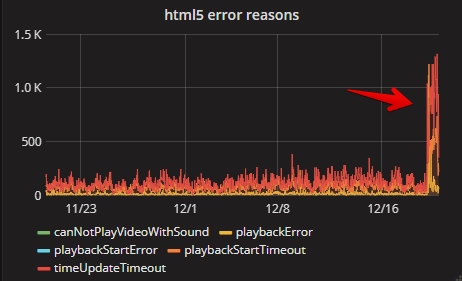 html5 error reasons
1.5 K
1.0 K
500
0
11/23 12/1 12/8 12/16
canNotPlayVideoWithSound playbackError
playbackStartError playbackStartTimeout
timeUpdateTimeout